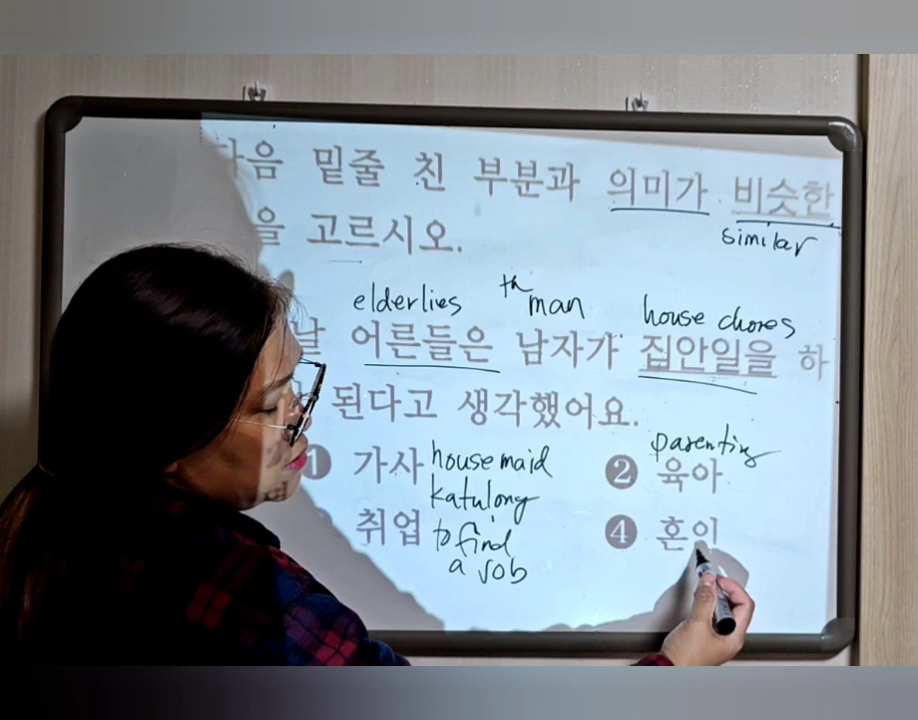 음 밑줄 친 부분과 의미가 비슷한
similar
을 고르시오.
elderlies th man house chores
날 어른들은 남자가 집안일을 하
된다고 생각했어요.
1 가사 housemaid
katulong
parenting
2 육아
취업 to find
a job
4 혼인